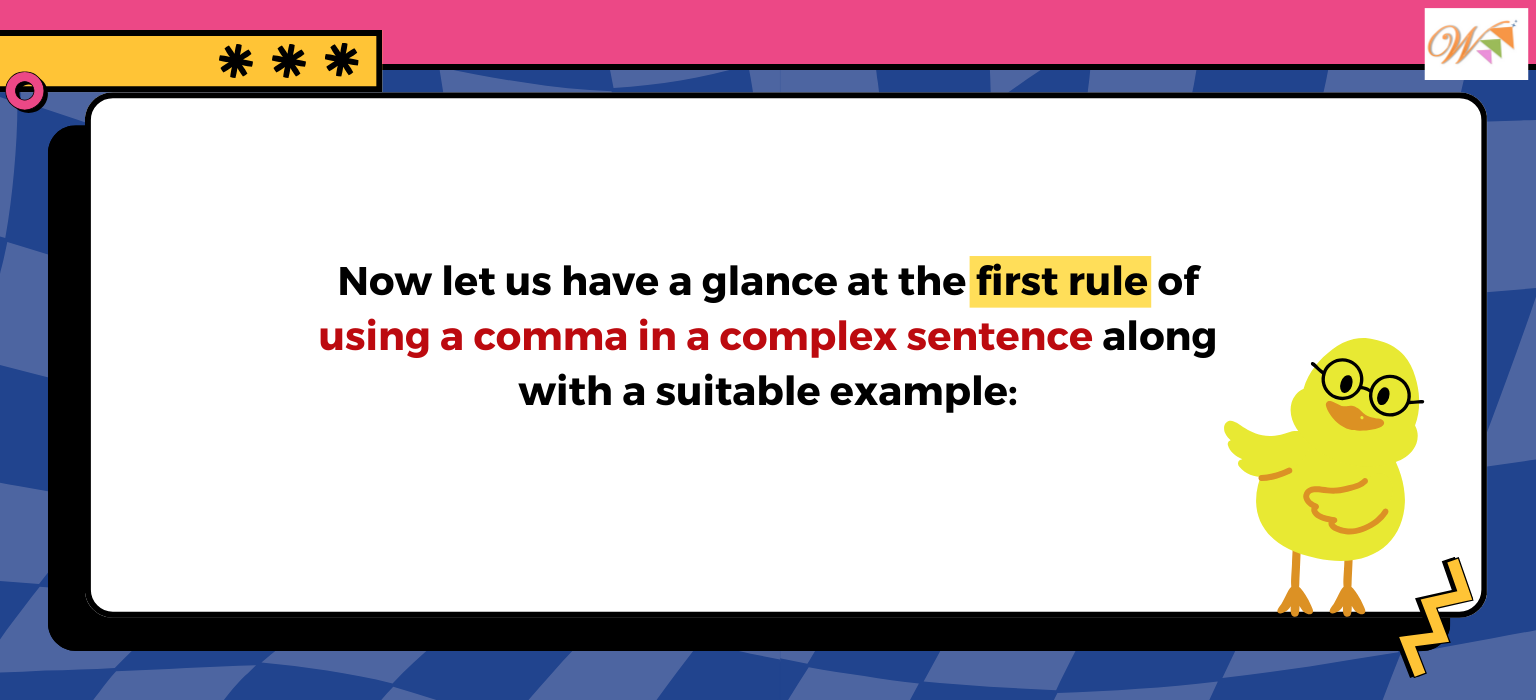 Now let us have a glance at the first rule of
using a comma in a complex sentence along
with a suitable example: